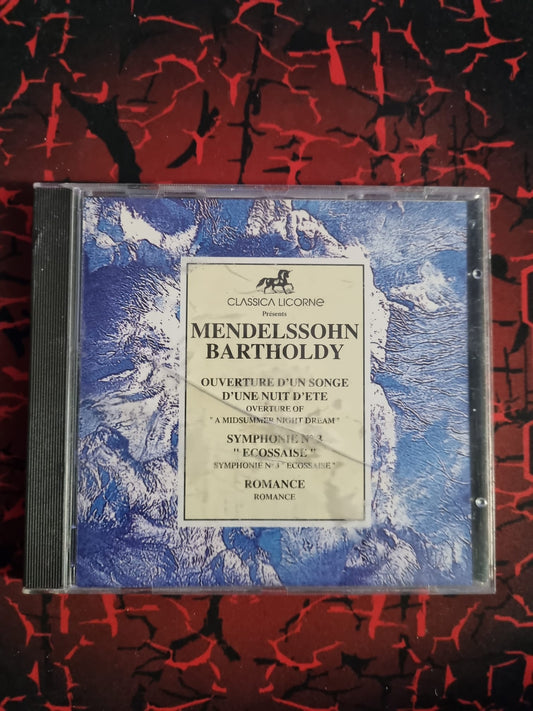 CLASSICA LICORNE
Présents
MENDELSSOHN
BARTHOLDY
OUVERTURE D'UN SONGE
D'UNE NUIT D'ETE
OVERTURE OF
" A MIDSUMMER NIGHT DREAM "
SYMPHONIE N° 3
" ECOSSAISE "
SYMPHONIE N° 3 " ECOSSAISE "
ROMANCE
ROMANCE